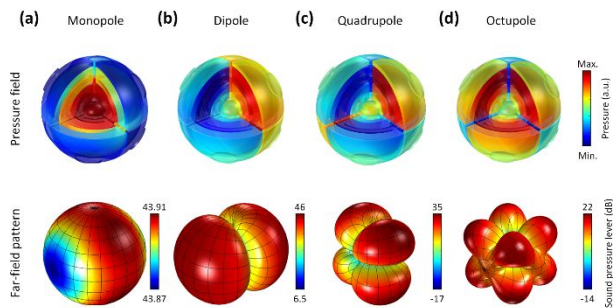 (a) Monopole (b) Dipole (c) Quadrupole (d) Octupole
Pressure field
Max.
Pressure (a.u.)
Min.
Far-field pattern
43.91 46 35 22
Sound pressure lever (dB)
43.87 6.5 -17 -14